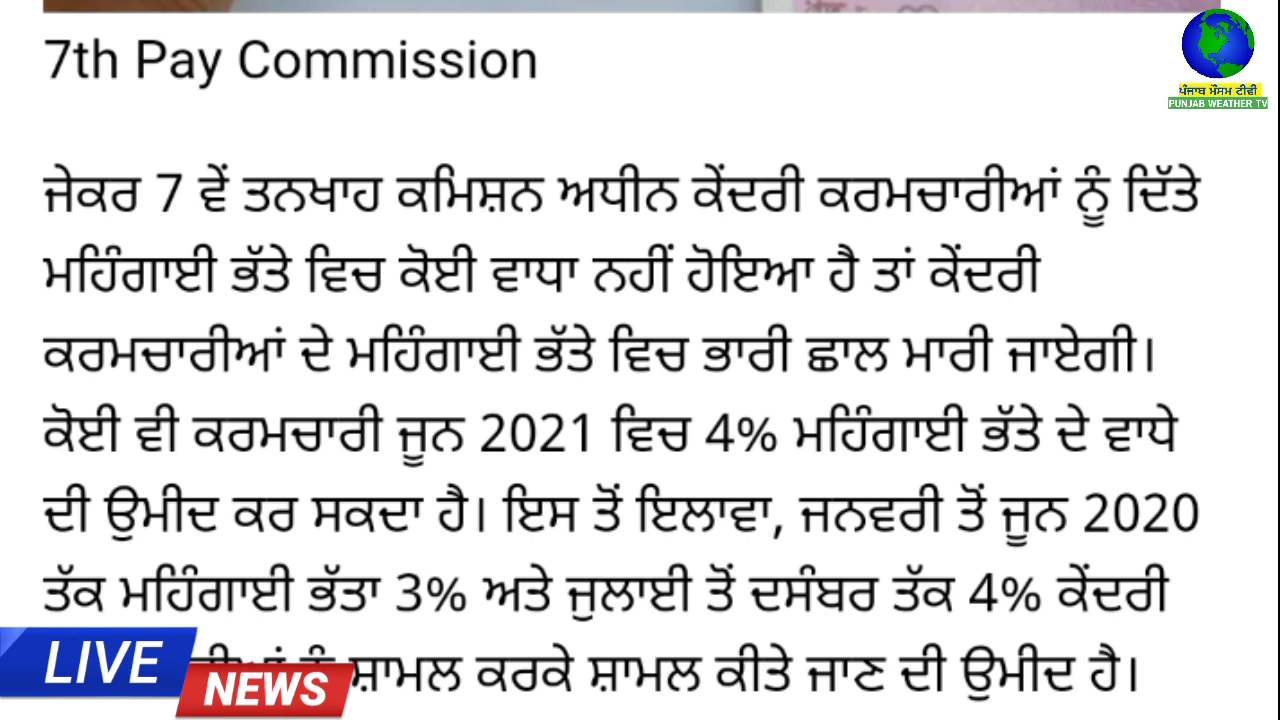 7th Pay Commission
ਪੰਜਾਬ ਮੌਸਮ ਟੀਵੀ
PUNJAB WEATHER TV
ਜੇਕਰ 7 ਵੇਂ ਤਨਖਾਹ ਕਮਿਸ਼ਨ ਅਧੀਨ ਕੇਂਦਰੀ ਕਰਮਚਾਰੀਆਂ ਨੂੰ ਦਿੱਤੇ
ਮਹਿੰਗਾਈ ਭੱਤੇ ਵਿਚ ਕੋਈ ਵਾਧਾ ਨਹੀਂ ਹੋਇਆ ਹੈ ਤਾਂ ਕੇਂਦਰੀ
ਕਰਮਚਾਰੀਆਂ ਦੇ ਮਹਿੰਗਾਈ ਭੱਤੇ ਵਿਚ ਭਾਰੀ ਛਾਲ ਮਾਰੀ ਜਾਏਗੀ।
ਕੋਈ ਵੀ ਕਰਮਚਾਰੀ ਜੂਨ 2021 ਵਿਚ 4% ਮਹਿੰਗਾਈ ਭੱਤੇ ਦੇ ਵਾਧੇ
ਦੀ ਉਮੀਦ ਕਰ ਸਕਦਾ ਹੈ। ਇਸ ਤੋਂ ਇਲਾਵਾ, ਜਨਵਰੀ ਤੋਂ ਜੂਨ 2020
ਤੱਕ ਮਹਿੰਗਾਈ ਭੱਤਾ 3% ਅਤੇ ਜੁਲਾਈ ਤੋਂ ਦਸੰਬਰ ਤੱਕ 4% ਕੇਂਦਰੀ
ਸ਼ਾਮਲ ਕਰਕੇ ਸ਼ਾਮਲ ਕੀਤੇ ਜਾਣ ਦੀ ਉਮੀਦ ਹੈ।
LIVE
NEWS